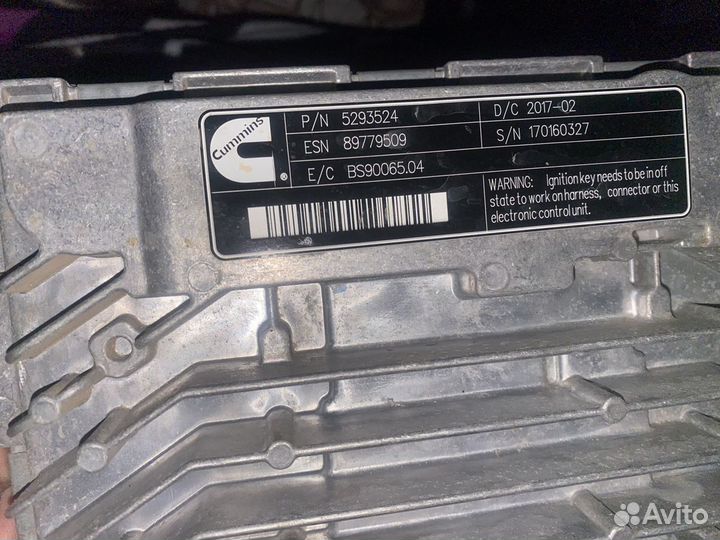 Cummins
P/N 5293524
D/C 2017-02
ESN 89779509
S/N 170160327
E/C BS90065.04
WARNING: Ignition key needs to be in off
state to work on harness, connector or this
electronic control unit.
Avito